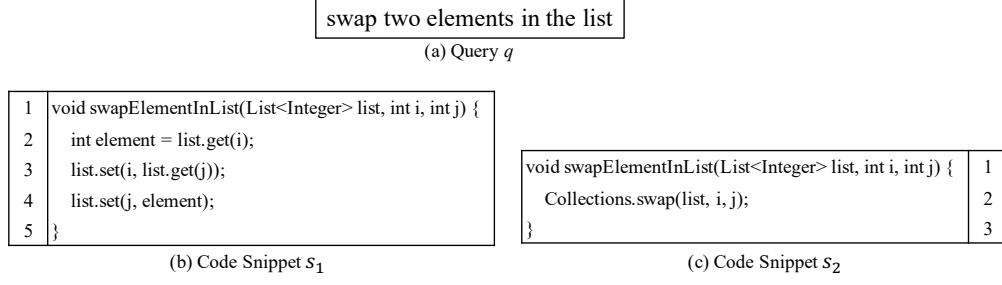 swap two elements in the list
(a) Query q
1 void swapElementInList(List<Integer> list, int i, int j) {
2 int element = list.get(i);
3 list.set(i, list.get(j));
4 list.set(j, element);
5 }
(b) Code Snippet s₁
void swapElementInList(List<Integer> list, int i, int j) { 1
Collections.swap(list, i, j); 2
} 3
(c) Code Snippet s₂